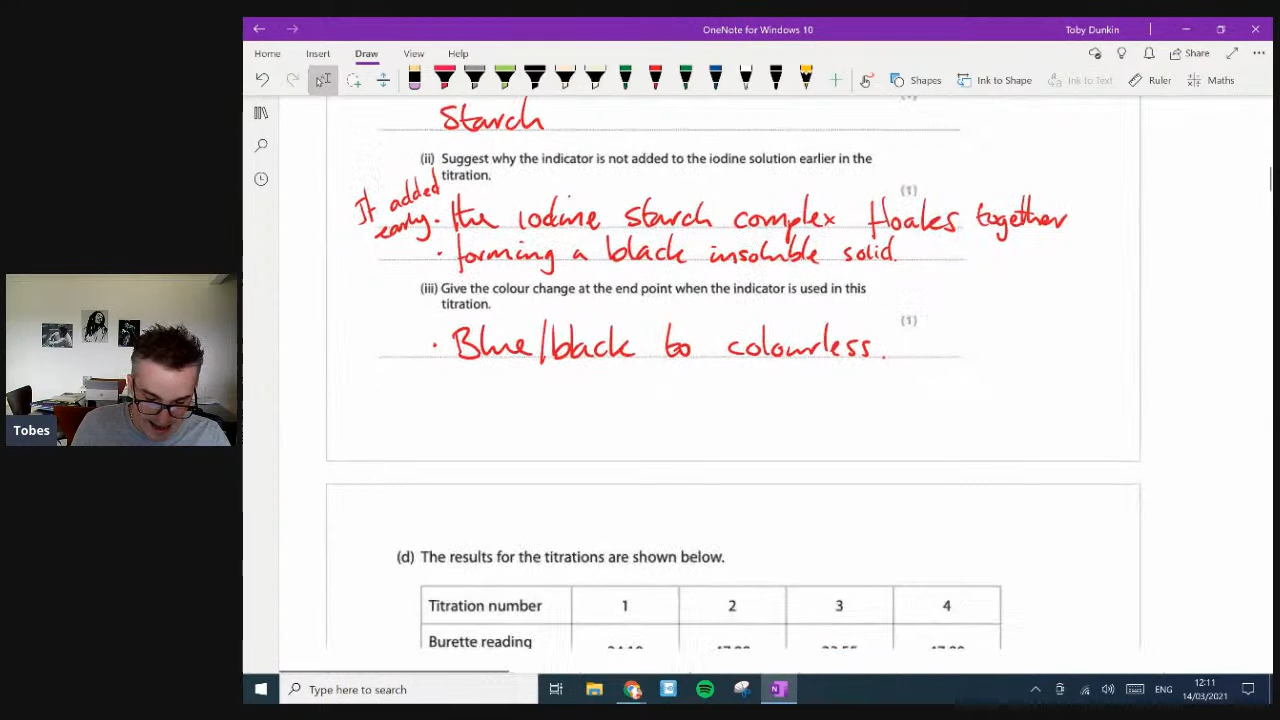 OneNote for Windows 10
Toby Dunkin
Home Insert Draw View Help
Share
Shapes Ink to Shape Ink to Text Ruler Maths
Starch
(ii) Suggest why the indicator is not added to the iodine solution earlier in the
titration.
(1)
If added
early · the iodine starch complex floakes together
· forming a black insoluble solid.
(iii) Give the colour change at the end point when the indicator is used in this
titration.
(1)
· Blue/black to colourless.
Tobes
(d) The results for the titrations are shown below.
Titration number 1 2 3 4
Burette reading
Type here to search
ENG
12:11
14/03/2021